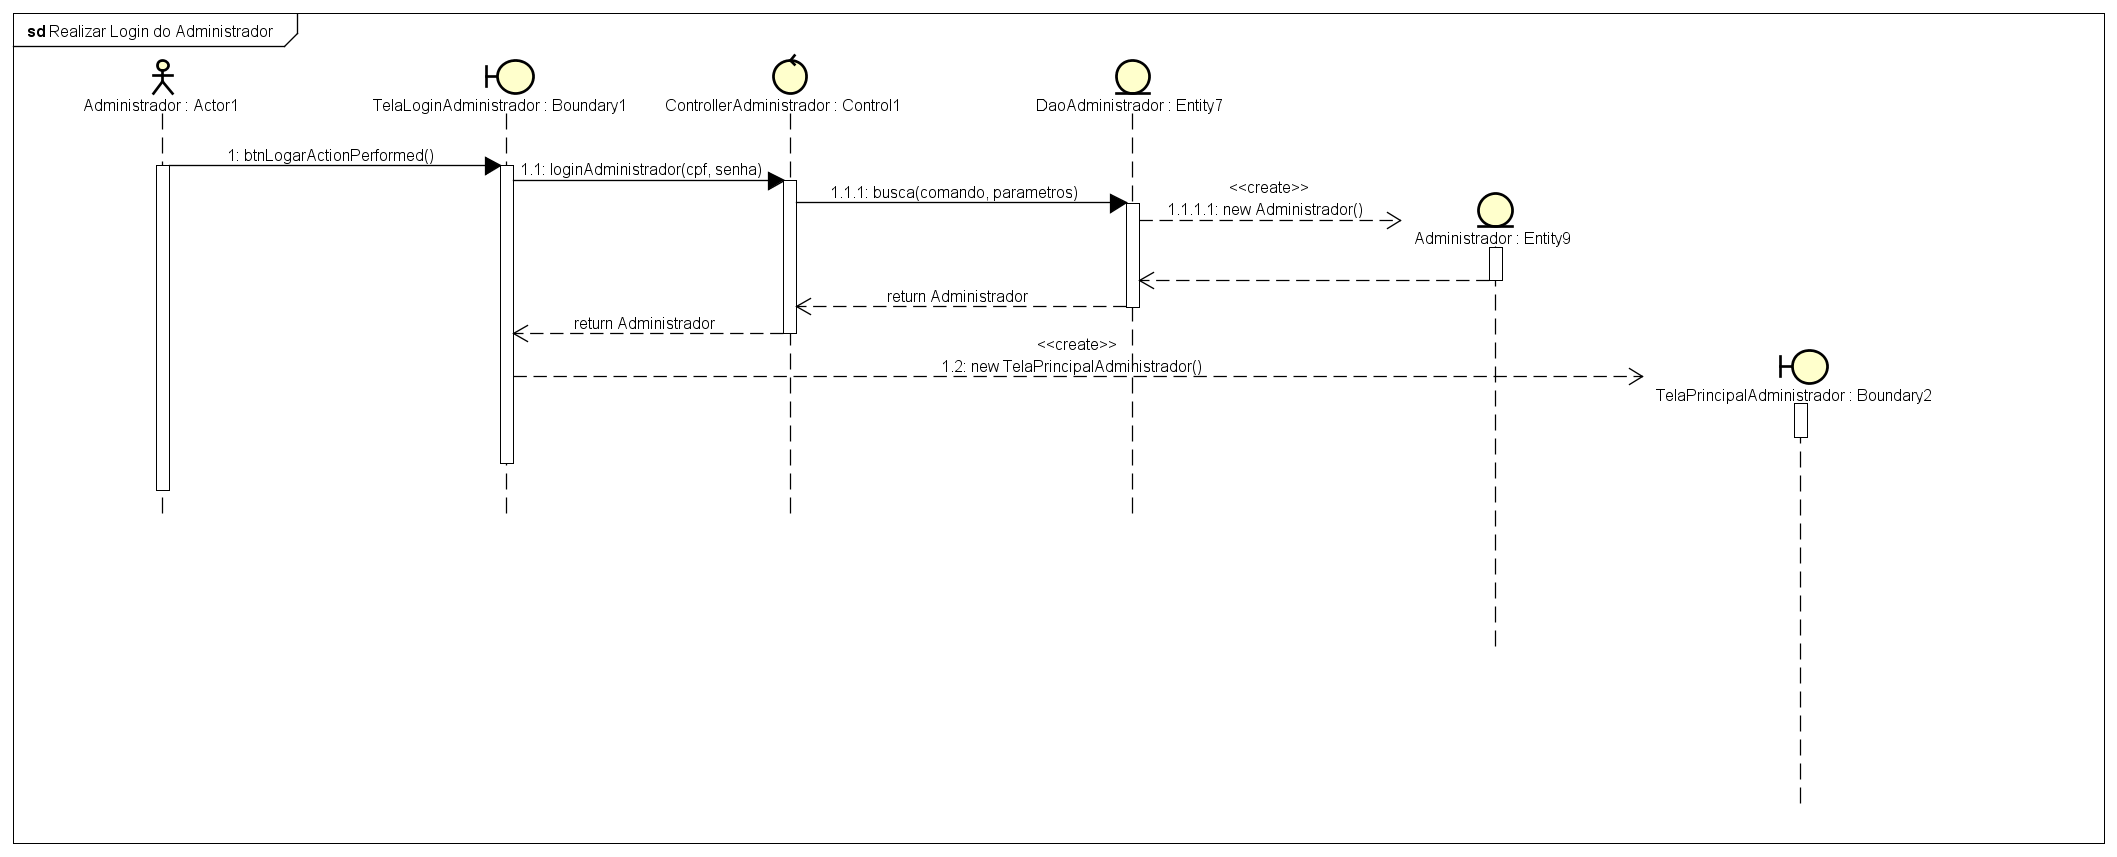 sd Realizar Login do Administrador
Administrador : Actor1
TelaLoginAdministrador : Boundary1
ControllerAdministrador : Control1
DaoAdministrador : Entity7
1: btnLogarActionPerformed()
1.1: loginAdministrador(cpf, senha)
1.1.1: busca(comando, parametros)
<<create>>
1.1.1.1: new Administrador()
Administrador : Entity9
return Administrador
return Administrador
<<create>>
1.2: new TelaPrincipalAdministrador()
TelaPrincipalAdministrador : Boundary2